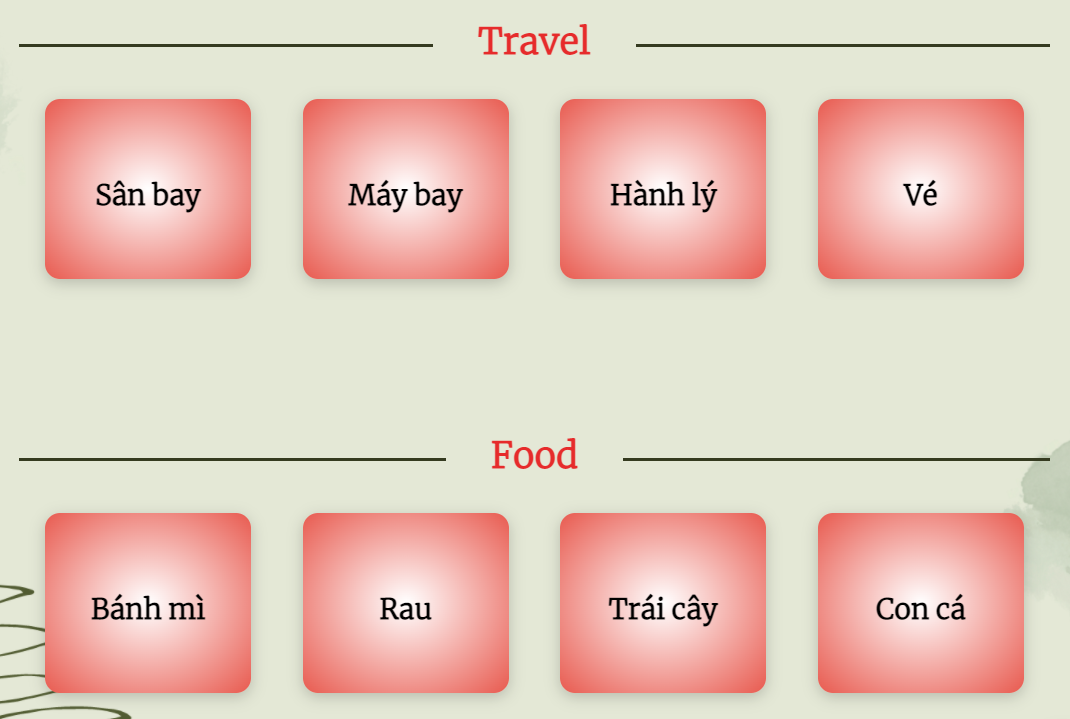 Travel
Sân bay
Máy bay
Hành lý
Vé
Food
Bánh mì
Rau
Trái cây
Con cá